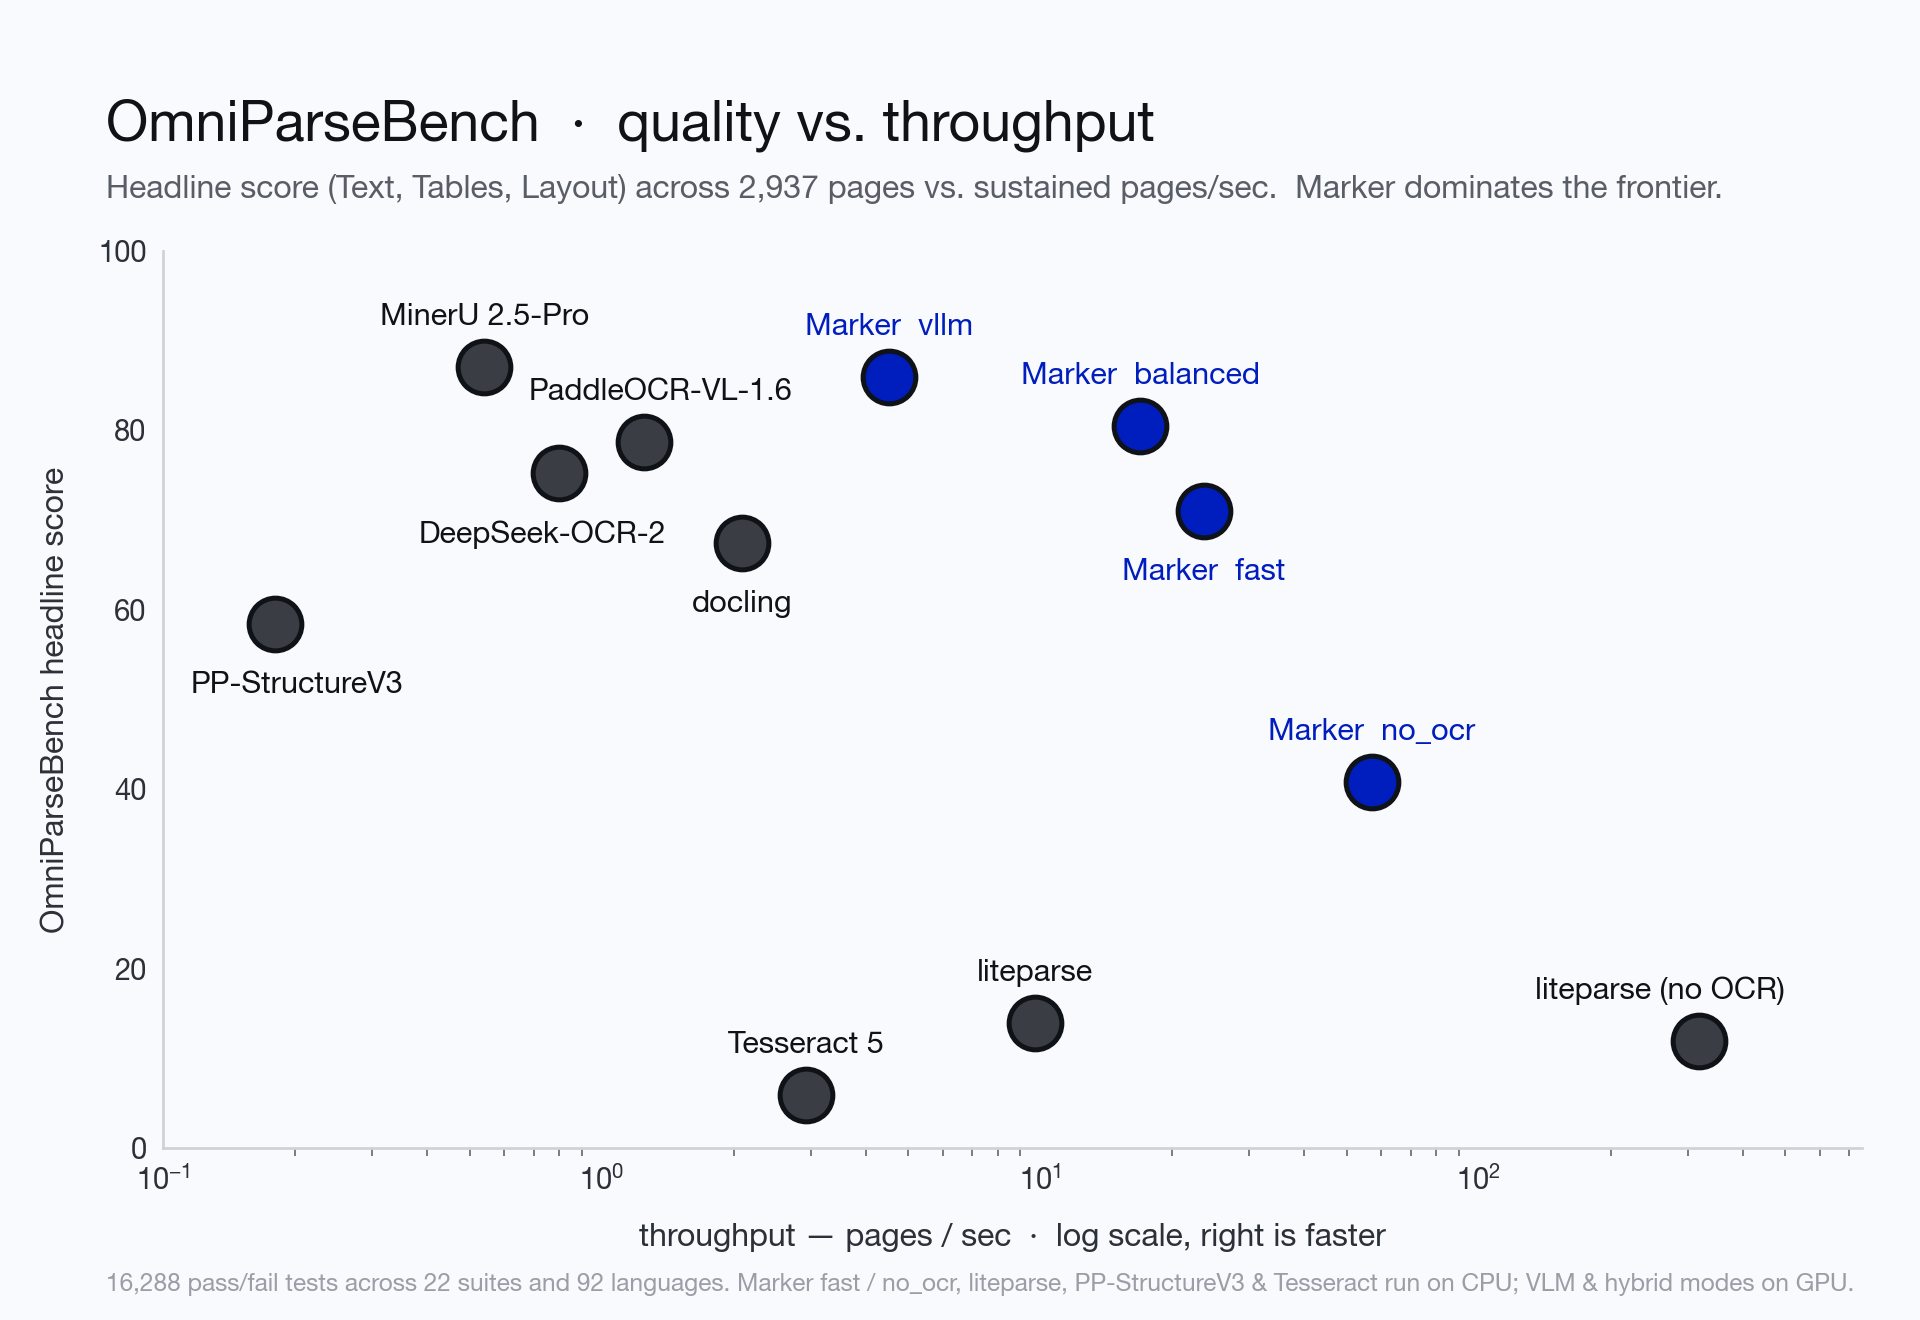 OmniParseBench · quality vs. throughput
Headline score (Text, Tables, Layout) across 2,937 pages vs. sustained pages/sec. Marker dominates the frontier.
OmniParseBench headline score
100
80
60
40
20
0
MinerU 2.5-Pro
Marker vllm
Marker balanced
PaddleOCR-VL-1.6
DeepSeek-OCR-2
Marker fast
docling
PP-StructureV3
Marker no_ocr
liteparse
liteparse (no OCR)
Tesseract 5
10⁻¹ 10⁰ 10¹ 10²
throughput — pages / sec · log scale, right is faster
16,288 pass/fail tests across 22 suites and 92 languages. Marker fast / no_ocr, liteparse, PP-StructureV3 & Tesseract run on CPU; VLM & hybrid modes on GPU.